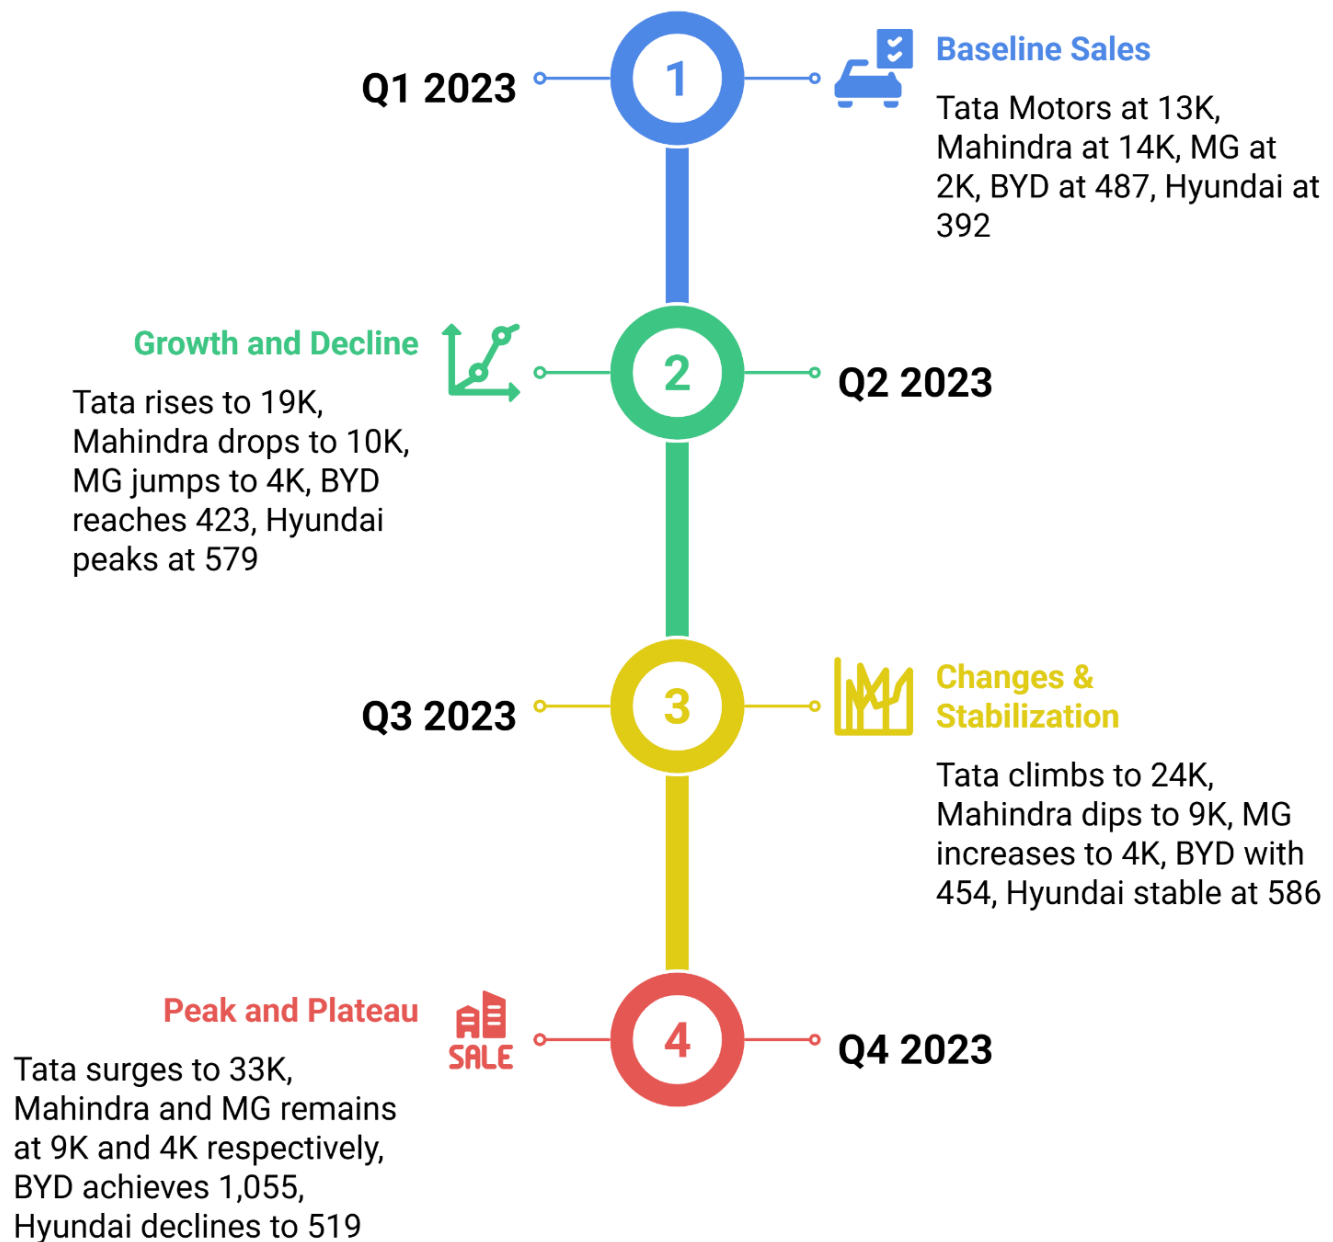 Q1 2023
1
Baseline Sales
Tata Motors at 13K,
Mahindra at 14K, MG at
2K, BYD at 487, Hyundai at
392
Growth and Decline
Tata rises to 19K,
Mahindra drops to 10K,
MG jumps to 4K, BYD
reaches 423, Hyundai
peaks at 579
2
Q2 2023
Q3 2023
3
Changes &
Stabilization
Tata climbs to 24K,
Mahindra dips to 9K, MG
increases to 4K, BYD with
454, Hyundai stable at 586
Peak and Plateau
SALE
Tata surges to 33K,
Mahindra and MG remains
at 9K and 4K respectively,
BYD achieves 1,055,
Hyundai declines to 519
4
Q4 2023